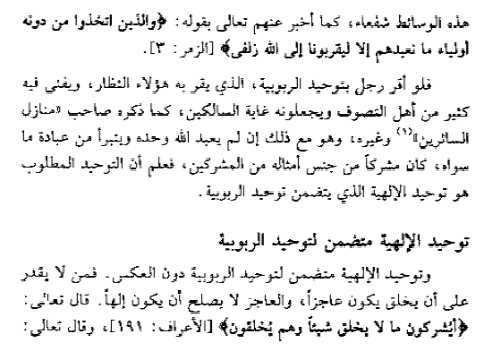 هذه الوسائط شفعاء، كما أخبر عنهم تعالى بقوله: ﴿والذين اتخذوا من دونه
أولياء ما نعبدهم إلا ليقربونا إلى الله زلفى﴾ [الزمر: ٣].
فلو أقر رجل بتوحيد الربوبية، الذي يقر به هؤلاء النظار، ويفنى فيه
كثير من أهل التصوف ويجعلونه غاية السالكين، كما ذكره صاحب «منازل
السائرين»(١) وغيره، وهو مع ذلك إن لم يعبد الله وحده ويتبرأ من عبادة ما
سواه، كان مشركاً من جنس أمثاله من المشركين، فعلم أن التوحيد المطلوب
هو توحيد الإلهية الذي يتضمن توحيد الربوبية.
توحيد الإلهية متضمن لتوحيد الربوبية
وتوحيد الإلهية متضمن لتوحيد الربوبية دون العكس. فمن لا يقدر
على أن يخلق يكون عاجزاً، والعاجز لا يصلح أن يكون إلهاً. قال تعالى:
﴿أيشركون ما لا يخلق شيئاً وهم يُخلقون﴾ [الأعراف: ١٩١]، وقال تعالى: